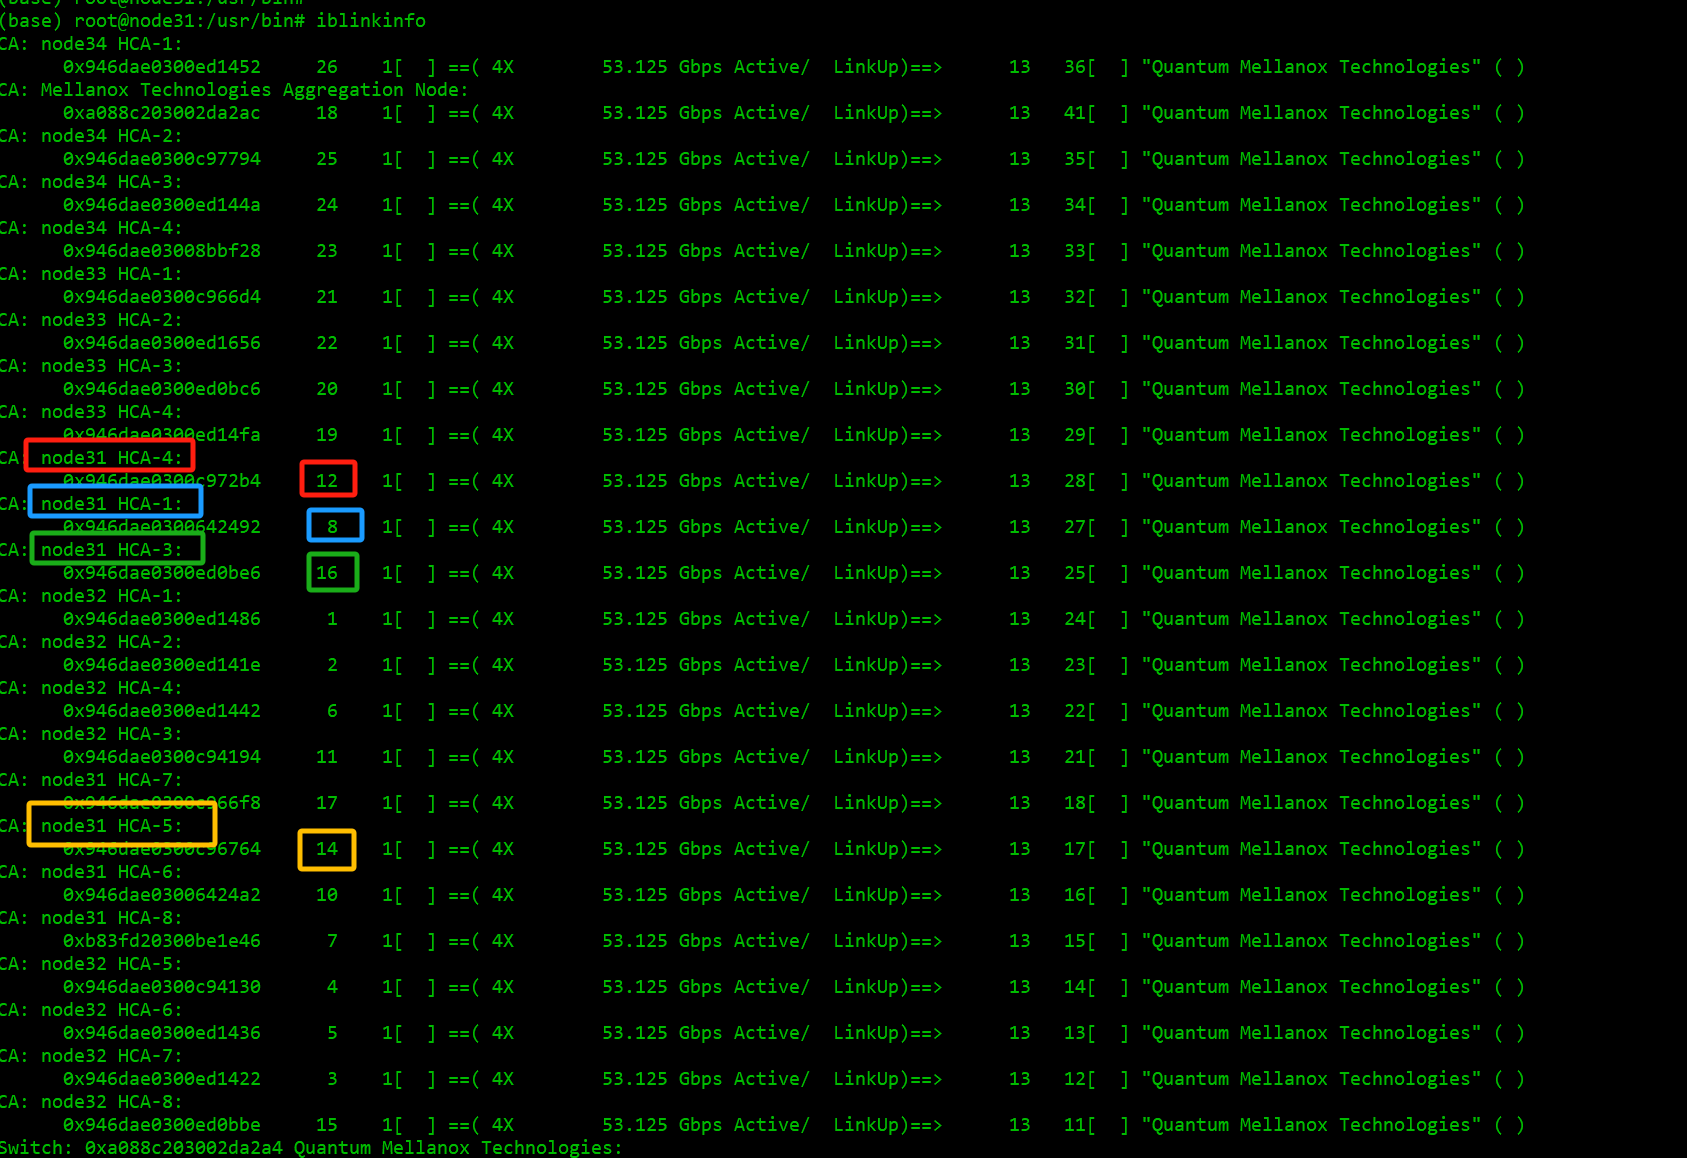 (base) root@node31:/usr/bin#
(base) root@node31:/usr/bin# iblinkinfo
CA: node34 HCA-1:
0x946dae0300ed1452 26 1[ ] ==( 4X 53.125 Gbps Active/ LinkUp)==> 13 36[ ] "Quantum Mellanox Technologies" ( )
CA: Mellanox Technologies Aggregation Node:
0xa088c203002da2ac 18 1[ ] ==( 4X 53.125 Gbps Active/ LinkUp)==> 13 41[ ] "Quantum Mellanox Technologies" ( )
CA: node34 HCA-2:
0x946dae0300c97794 25 1[ ] ==( 4X 53.125 Gbps Active/ LinkUp)==> 13 35[ ] "Quantum Mellanox Technologies" ( )
CA: node34 HCA-3:
0x946dae0300ed144a 24 1[ ] ==( 4X 53.125 Gbps Active/ LinkUp)==> 13 34[ ] "Quantum Mellanox Technologies" ( )
CA: node34 HCA-4:
0x946dae03008bbf28 23 1[ ] ==( 4X 53.125 Gbps Active/ LinkUp)==> 13 33[ ] "Quantum Mellanox Technologies" ( )
CA: node33 HCA-1:
0x946dae0300c966d4 21 1[ ] ==( 4X 53.125 Gbps Active/ LinkUp)==> 13 32[ ] "Quantum Mellanox Technologies" ( )
CA: node33 HCA-2:
0x946dae0300ed1656 22 1[ ] ==( 4X 53.125 Gbps Active/ LinkUp)==> 13 31[ ] "Quantum Mellanox Technologies" ( )
CA: node33 HCA-3:
0x946dae0300ed0bc6 20 1[ ] ==( 4X 53.125 Gbps Active/ LinkUp)==> 13 30[ ] "Quantum Mellanox Technologies" ( )
CA: node33 HCA-4:
0x946dae0300ed14fa 19 1[ ] ==( 4X 53.125 Gbps Active/ LinkUp)==> 13 29[ ] "Quantum Mellanox Technologies" ( )
CA: node31 HCA-4:
0x946dae0300c972b4 12 1[ ] ==( 4X 53.125 Gbps Active/ LinkUp)==> 13 28[ ] "Quantum Mellanox Technologies" ( )
CA: node31 HCA-1:
0x946dae0300642492 8 1[ ] ==( 4X 53.125 Gbps Active/ LinkUp)==> 13 27[ ] "Quantum Mellanox Technologies" ( )
CA: node31 HCA-3:
0x946dae0300ed0be6 16 1[ ] ==( 4X 53.125 Gbps Active/ LinkUp)==> 13 25[ ] "Quantum Mellanox Technologies" ( )
CA: node32 HCA-1:
0x946dae0300ed1486 1 1[ ] ==( 4X 53.125 Gbps Active/ LinkUp)==> 13 24[ ] "Quantum Mellanox Technologies" ( )
CA: node32 HCA-2:
0x946dae0300ed141e 2 1[ ] ==( 4X 53.125 Gbps Active/ LinkUp)==> 13 23[ ] "Quantum Mellanox Technologies" ( )
CA: node32 HCA-4:
0x946dae0300ed1442 6 1[ ] ==( 4X 53.125 Gbps Active/ LinkUp)==> 13 22[ ] "Quantum Mellanox Technologies" ( )
CA: node32 HCA-3:
0x946dae0300c94194 11 1[ ] ==( 4X 53.125 Gbps Active/ LinkUp)==> 13 21[ ] "Quantum Mellanox Technologies" ( )
CA: node31 HCA-7:
0x946dae0300c966f8 17 1[ ] ==( 4X 53.125 Gbps Active/ LinkUp)==> 13 18[ ] "Quantum Mellanox Technologies" ( )
CA: node31 HCA-5:
0x946dae0300c96764 14 1[ ] ==( 4X 53.125 Gbps Active/ LinkUp)==> 13 17[ ] "Quantum Mellanox Technologies" ( )
CA: node31 HCA-6:
0x946dae03006424a2 10 1[ ] ==( 4X 53.125 Gbps Active/ LinkUp)==> 13 16[ ] "Quantum Mellanox Technologies" ( )
CA: node31 HCA-8:
0xb83fd20300be1e46 7 1[ ] ==( 4X 53.125 Gbps Active/ LinkUp)==> 13 15[ ] "Quantum Mellanox Technologies" ( )
CA: node32 HCA-5:
0x946dae0300c94130 4 1[ ] ==( 4X 53.125 Gbps Active/ LinkUp)==> 13 14[ ] "Quantum Mellanox Technologies" ( )
CA: node32 HCA-6:
0x946dae0300ed1436 5 1[ ] ==( 4X 53.125 Gbps Active/ LinkUp)==> 13 13[ ] "Quantum Mellanox Technologies" ( )
CA: node32 HCA-7:
0x946dae0300ed1422 3 1[ ] ==( 4X 53.125 Gbps Active/ LinkUp)==> 13 12[ ] "Quantum Mellanox Technologies" ( )
CA: node32 HCA-8:
0x946dae0300ed0bbe 15 1[ ] ==( 4X 53.125 Gbps Active/ LinkUp)==> 13 11[ ] "Quantum Mellanox Technologies" ( )
Switch: 0xa088c203002da2a4 Quantum Mellanox Technologies: